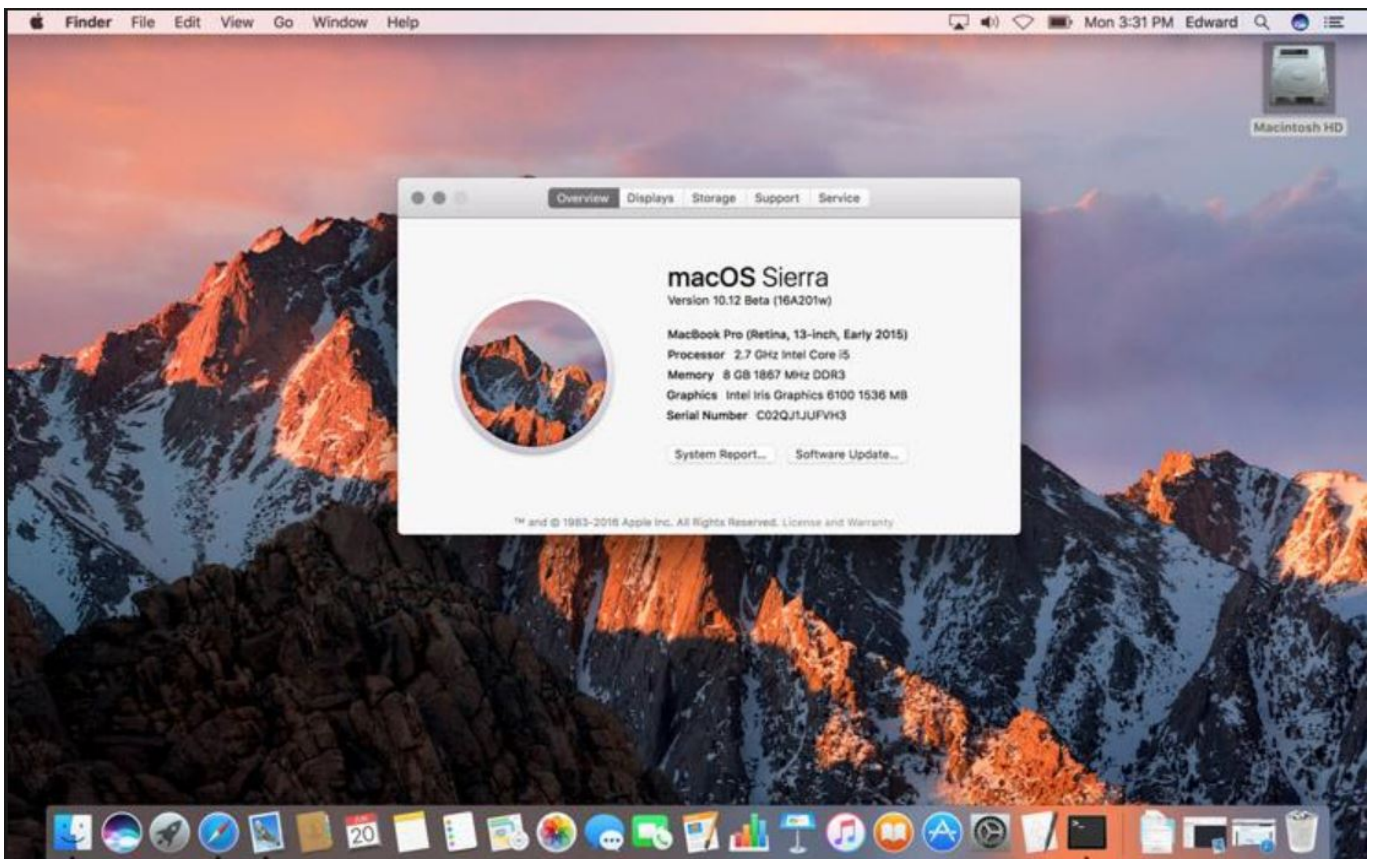 Finder File Edit View Go Window Help
Mon 3:31 PM Edward
Macintosh HD
Overview Displays Storage Support Service
macOS Sierra
Version 10.12 Beta (16A201w)
MacBook Pro (Retina, 13-inch, Early 2015)
Processor 2.7 GHz Intel Core i5
Memory 8 GB 1867 MHz DDR3
Graphics Intel Iris Graphics 6100 1536 MB
Serial Number C02QJ1JUFVH3
System Report... Software Update...
™ and © 1983-2016 Apple Inc. All Rights Reserved. License and Warranty
20